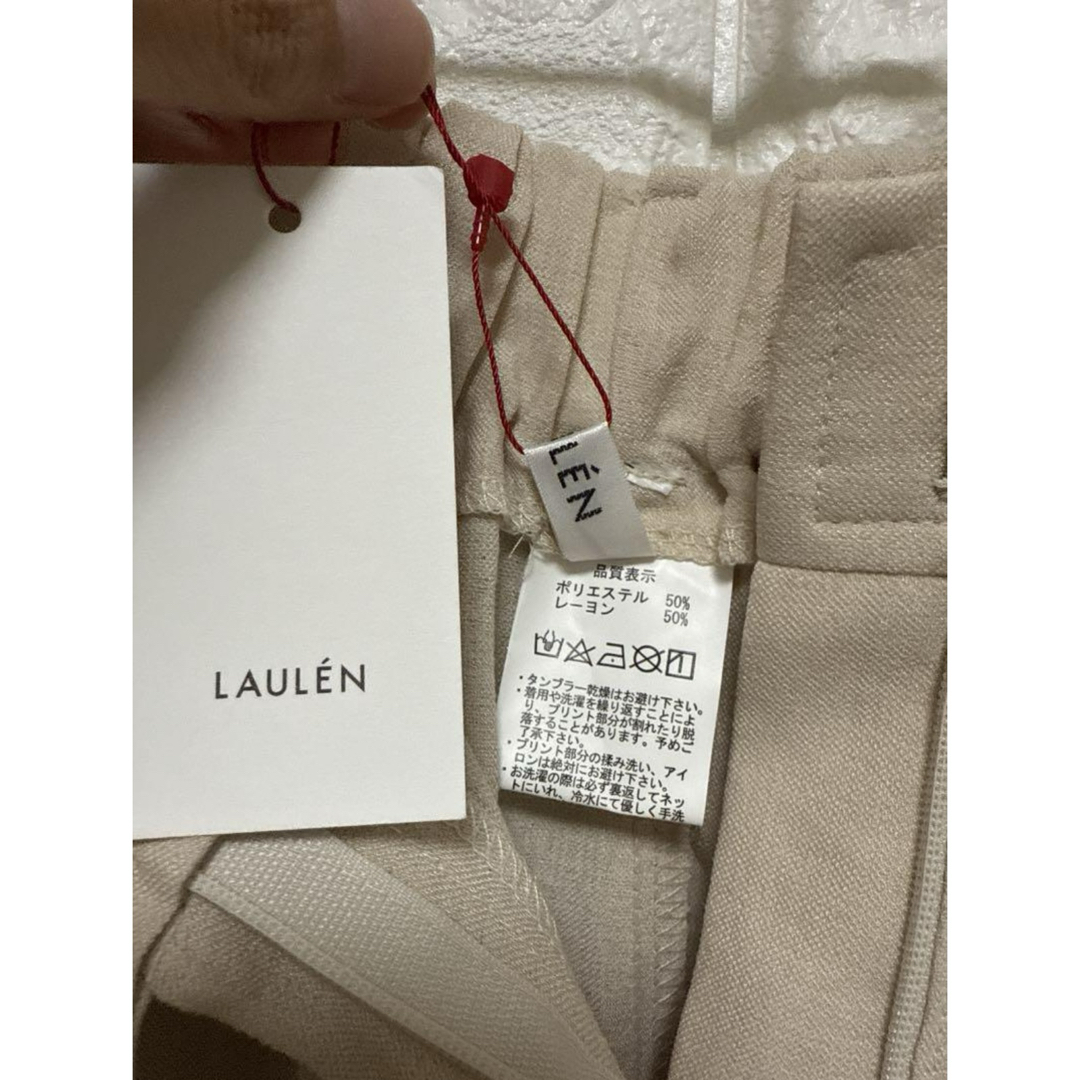 LAULÉN
LÉN
品質表示
ポリエステル 50%
レーヨン 50%
・タンブラー乾燥はお避け下さい。
・着用や洗濯を繰り返すことによ
り、プリント部分が割れたり脱
落することがあります。予めご
了承下さい。
・プリント部分の揉み洗い、アイ
ロンは絶対にお避け下さい。
・お洗濯の際は必ず裏返してネッ
トにいれ、冷水にて優しく手洗